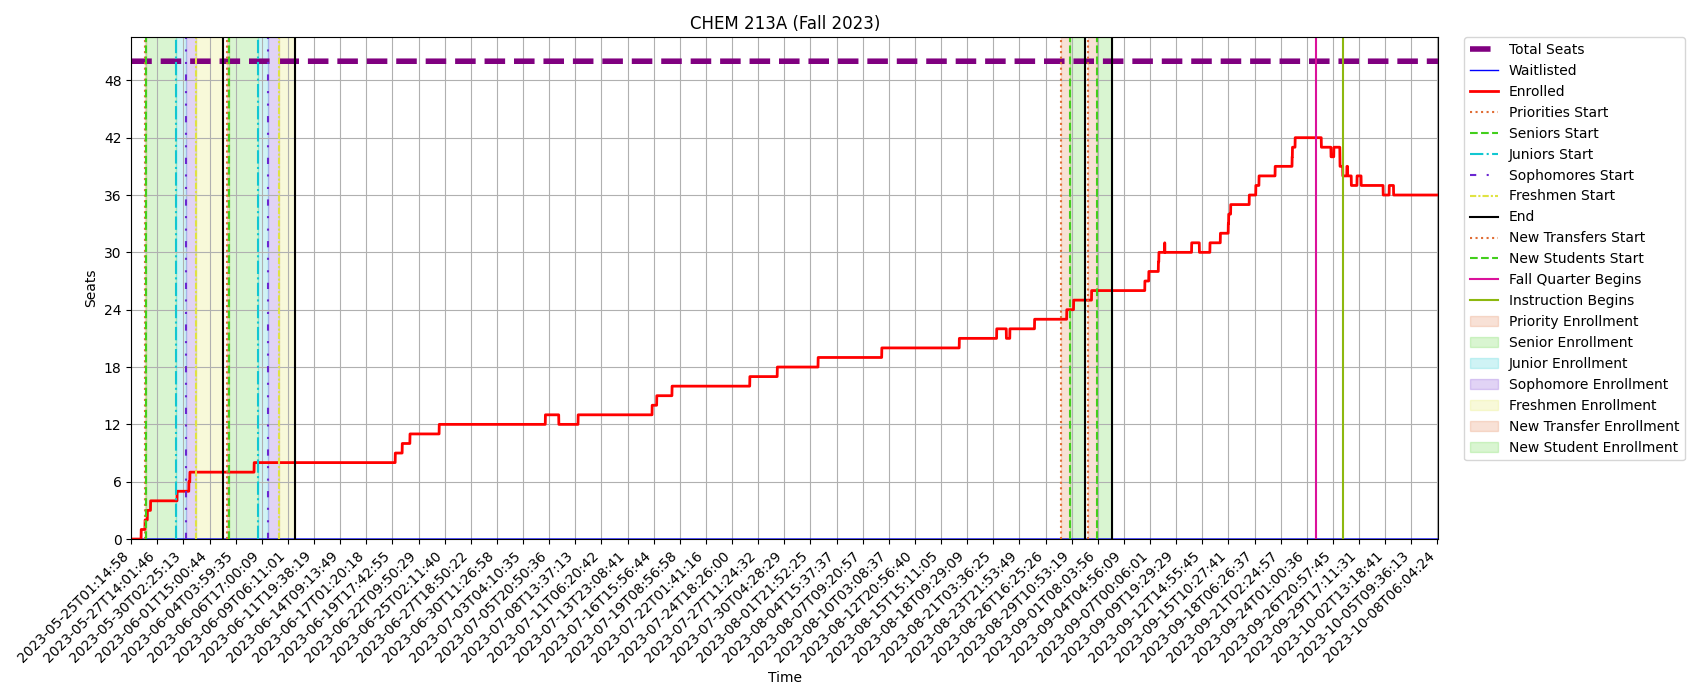 CHEM 213A (Fall 2023)
Seats
48
42
36
30
24
18
12
6
0
2023-05-25T01:14:58
2023-05-27T14:01:46
2023-05-30T02:25:13
2023-06-01T15:00:44
2023-06-04T03:59:35
2023-06-06T17:00:09
2023-06-09T06:11:01
2023-06-11T19:38:19
2023-06-14T09:13:49
2023-06-17T01:20:18
2023-06-19T17:42:55
2023-06-22T09:50:29
2023-06-25T02:11:40
2023-06-27T18:50:22
2023-06-30T11:26:58
2023-07-03T04:10:35
2023-07-05T20:50:36
2023-07-08T13:37:13
2023-07-11T06:20:42
2023-07-13T23:08:41
2023-07-16T15:56:44
2023-07-19T08:56:58
2023-07-22T01:41:16
2023-07-24T18:26:00
2023-07-27T11:24:32
2023-07-30T04:28:29
2023-08-01T21:52:25
2023-08-04T15:37:37
2023-08-07T09:20:57
2023-08-10T03:08:37
2023-08-12T20:56:40
2023-08-15T15:11:05
2023-08-18T09:29:09
2023-08-21T03:36:25
2023-08-23T21:53:49
2023-08-26T16:25:26
2023-08-29T10:53:19
2023-09-01T08:03:56
2023-09-04T04:56:09
2023-09-07T00:06:01
2023-09-09T19:29:29
2023-09-12T14:55:45
2023-09-15T10:27:41
2023-09-18T06:26:37
2023-09-21T02:24:57
2023-09-24T01:00:36
2023-09-26T20:57:45
2023-09-29T17:11:31
2023-10-02T13:18:41
2023-10-05T09:36:13
2023-10-08T06:04:24
Time
Total Seats
Waitlisted
Enrolled
Priorities Start
Seniors Start
Juniors Start
Sophomores Start
Freshmen Start
End
New Transfers Start
New Students Start
Fall Quarter Begins
Instruction Begins
Priority Enrollment
Senior Enrollment
Junior Enrollment
Sophomore Enrollment
Freshmen Enrollment
New Transfer Enrollment
New Student Enrollment